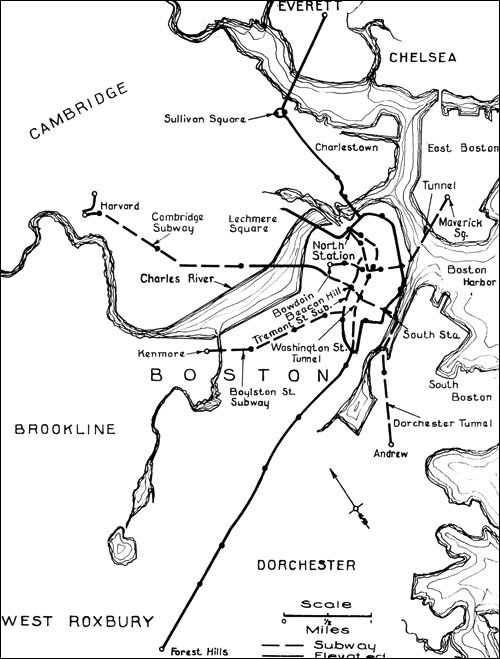 EVERETT
CHELSEA
CAMBRIDGE
Sullivan Square
Charlestown
East Boston
Tunnel
Harvard
Cambridge
Subway
Lechmere
Square
Maverick
Sq.
North
Station
Charles River
Boston
Harbor
Bowdoin
Beacon Hill
Tremont St. Sub.
South Sta.
Washington St.
Tunnel
Kenmore
BOSTON
Boylston St.
Subway
South
Boston
BROOKLINE
Dorchester Tunnel
Andrew
DORCHESTER
Scale
0 1/2 1
Miles
WEST ROXBURY
Subway
Forest Hills
Elevated